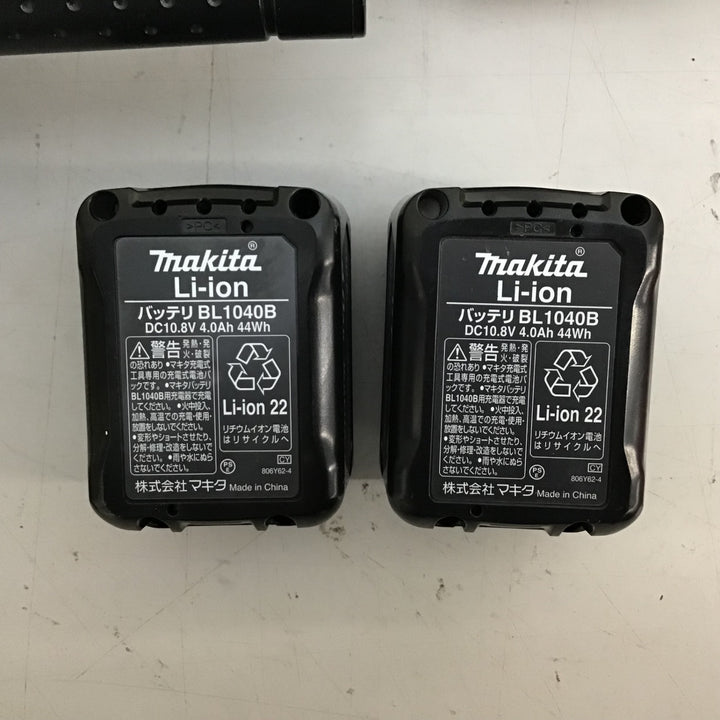 >PC<
makita®
Li-ion
バッテリ BL1040B
DC10.8V 4.0Ah 44Wh
警告 発熱・発
火・破裂
の恐れあり •マキタ充電式
工具専用の充電式電池パッ
クです。 •マキタバッテリ
BL1040B用充電器で充電
してください。 •火中投入、
加熱、高温での充電・使用・
放置をしないでください。
•変形やショートさせたり、
分解・修理・改造をしないで
ください。 •雨や水にぬら
さないでください。
Li-ion 22
リチウムイオン電池
はリサイクルへ
PS
E
CY
806Y62-4
株式会社 マキタ Made in China
>PC<
makita®
Li-ion
バッテリ BL1040B
DC10.8V 4.0Ah 44Wh
警告 発熱・発
火・破裂
の恐れあり •マキタ充電式
工具専用の充電式電池パッ
クです。 •マキタバッテリ
BL1040B用充電器で充電
してください。 •火中投入、
加熱、高温での充電・使用・
放置をしないでください。
•変形やショートさせたり、
分解・修理・改造をしないで
ください。 •雨や水にぬら
さないでください。
Li-ion 22
リチウムイオン電池
はリサイクルへ
PS
E
CY
806Y62-4
株式会社 マキタ Made in China